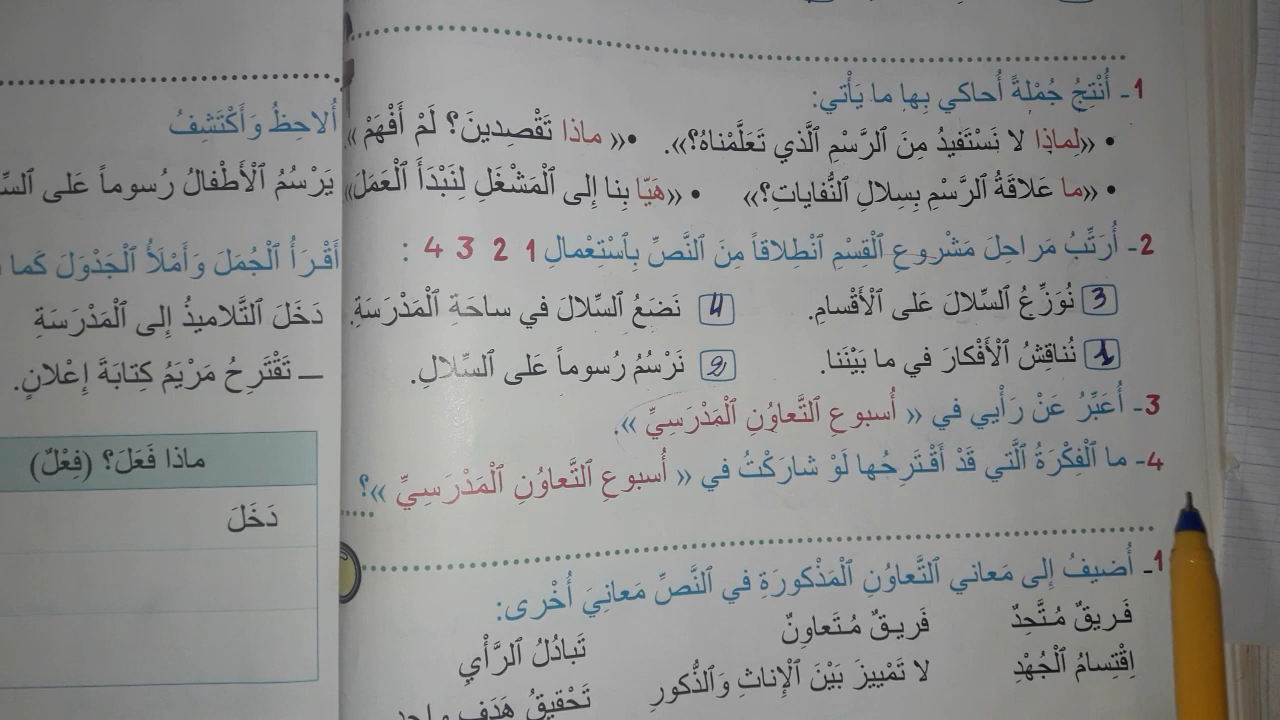 1- أُنْتِجُ جُمْلةً أُحاكي بِها ما يَأْتي:
• «لِماذا لا نَسْتَفيدُ مِنَ ٱلرَّسْمِ ٱلَّذي تَعَلَّمْناهُ؟». •« ماذا تَقْصِدينَ؟ لَمْ أَفْهَمْ ».
• «ما عَلاقَةُ ٱلرَّسْمِ بِسِلالِ ٱلنُّفاياتِ؟» • «هَيّا بِنا إِلى ٱلْمَشْغَلِ لِنَبْدَأَ ٱلْعَمَلَ»
2- أُرَتِّبُ مَراحِلَ مَشْروعِ ٱلْقِسْمِ ٱنْطِلاقاً مِنَ ٱلنَّصِّ بِٱسْتِعْمالِ 1 2 3 4 :
3 نُوَزِّعُ ٱلسِّلالَ عَلى ٱلْأَقْسامِ. 4 نَضَعُ ٱلسِّلالَ في ساحَةِ ٱلْمَدْرَسَةِ.
1 نُناقِشُ ٱلْأَفْكارَ في ما بَيْنَنا. 2 نَرْسُمُ رُسوماً عَلى ٱلسِّلالِ.
3- أُعَبِّرُ عَنْ رَأْيي في « أُسبوعِ ٱلتَّعاوُنِ ٱلْمَدْرَسِيِّ ».
4- ما ٱلْفِكْرَةُ ٱلَّتي قَدْ أَقْتَرِحُها لَوْ شارَكْتُ في « أُسبوعِ ٱلتَّعاوُنِ ٱلْمَدْرَسِيِّ »؟
1- أُضيفُ إِلى مَعاني ٱلتَّعاوُنِ ٱلْمَذْكورَةِ في ٱلنَّصِّ مَعانِيَ أُخْرى:
فَريقٌ مُتَّحِدٌ فَريقٌ مُتَعاوِنٌ تَبادُلُ ٱلرَّأْيِ
اِقْتِسامُ ٱلْجُهْدِ لا تَمْييزَ بَيْنَ ٱلْإِناثِ وَٱلذُّكورِ تَحْقيقُ هَدَفٍ واحِدٍ
أُلاحِظُ وَأَكْتَشِفُ
يَرْسُمُ ٱلْأَطْفالُ رُسوماً عَلى
أَقْرَأُ ٱلْجُمَلَ وَأَمْلَأُ ٱلْجَدْوَلَ كَما
دَخَلَ ٱلتَّلاميذُ إِلى ٱلْمَدْرَسَةِ
— تَقْتَرِحُ مَرْيَمُ كِتابَةَ إِعْلانٍ.
ماذا فَعَلَ؟ (فِعْلٌ)
دَخَلَ